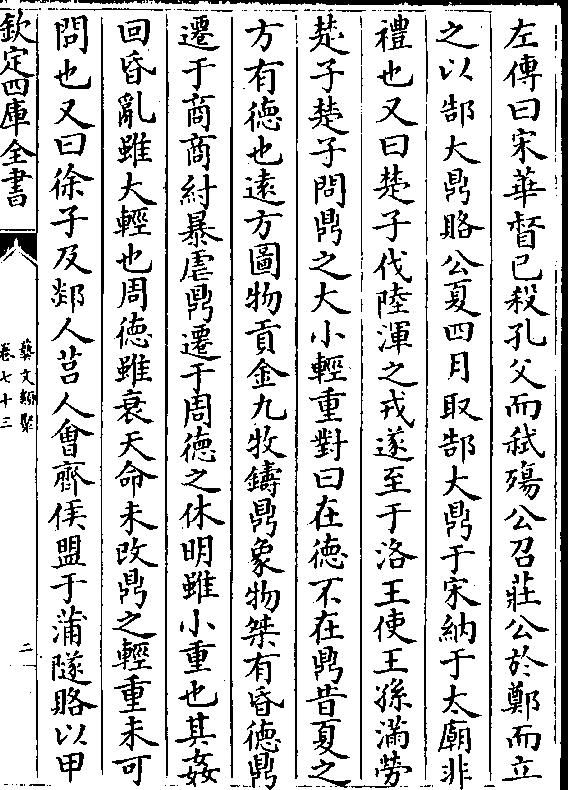 左傳曰宋華督已殺孔父而弑殤公召莊公於鄭而立
之以郜大鼎賂公夏四月取郜大鼎于宋納于太廟非
禮也又曰楚子伐陸渾之戎遂至于洛王使王孫滿勞
楚子楚子問鼎之大小輕重對曰在徳不在鼎昔夏之
方有徳也遠方圖物貢金九牧鑄鼎象物桀有昏徳鼎
遷于商商紂暴虐鼎遷于周徳之休明雖小重也其姦
回昏亂雖大輕也周徳雖衰天命未改鼎之輕重未可
問也又曰徐子及郯人莒人會齊侯盟于蒲隧賂以甲
欽定四庫全書
藝文類聚
卷七十三
二